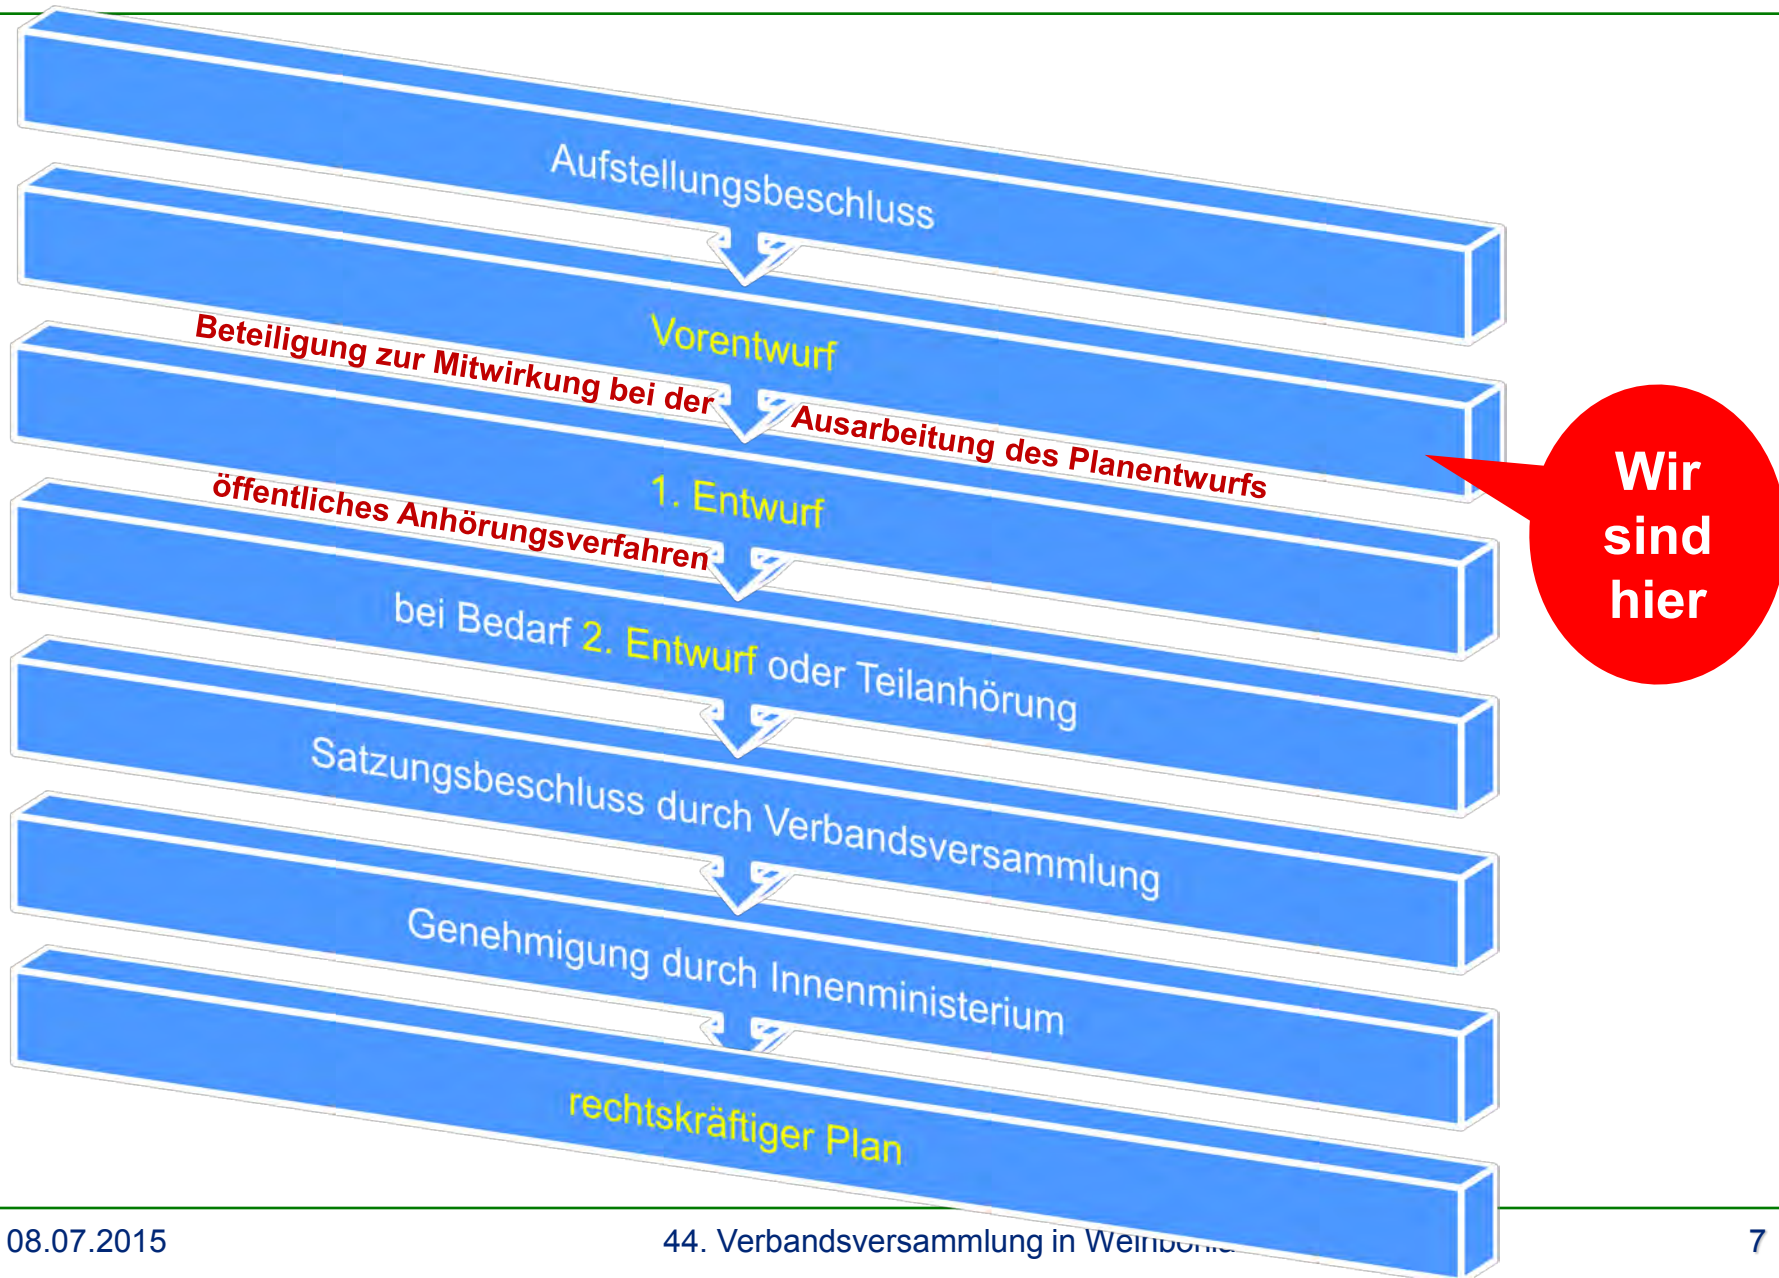 Aufstellungsbeschluss
Vorentwurf
Beteiligung zur Mitwirkung bei der Ausarbeitung des Planentwurfs
1. Entwurf
öffentliches Anhörungsverfahren
bei Bedarf 2. Entwurf oder Teilanhörung
Satzungsbeschluss durch Verbandsversammlung
Genehmigung durch Innenministerium
rechtskräftiger Plan
Wir
sind
hier
08.07.2015
44. Verbandsversammlung in
7